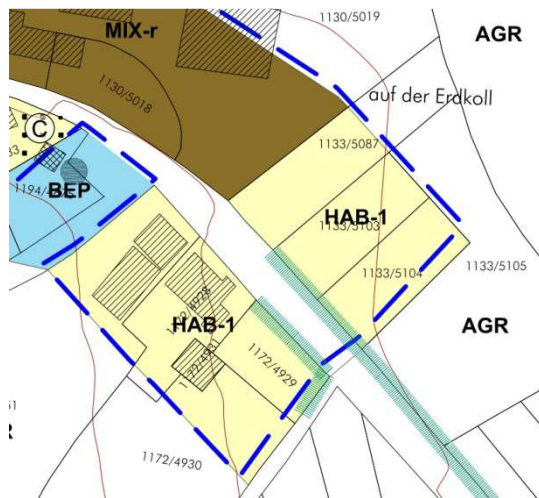 1130/5019
MIX-r
AGR
1130/5018
auf der Erdkoll
C
1133/5087
BEP
HAB-1
1133/5103
1133/5104
1133/5105
HAB-1
AGR
1172/4929
1172/4930